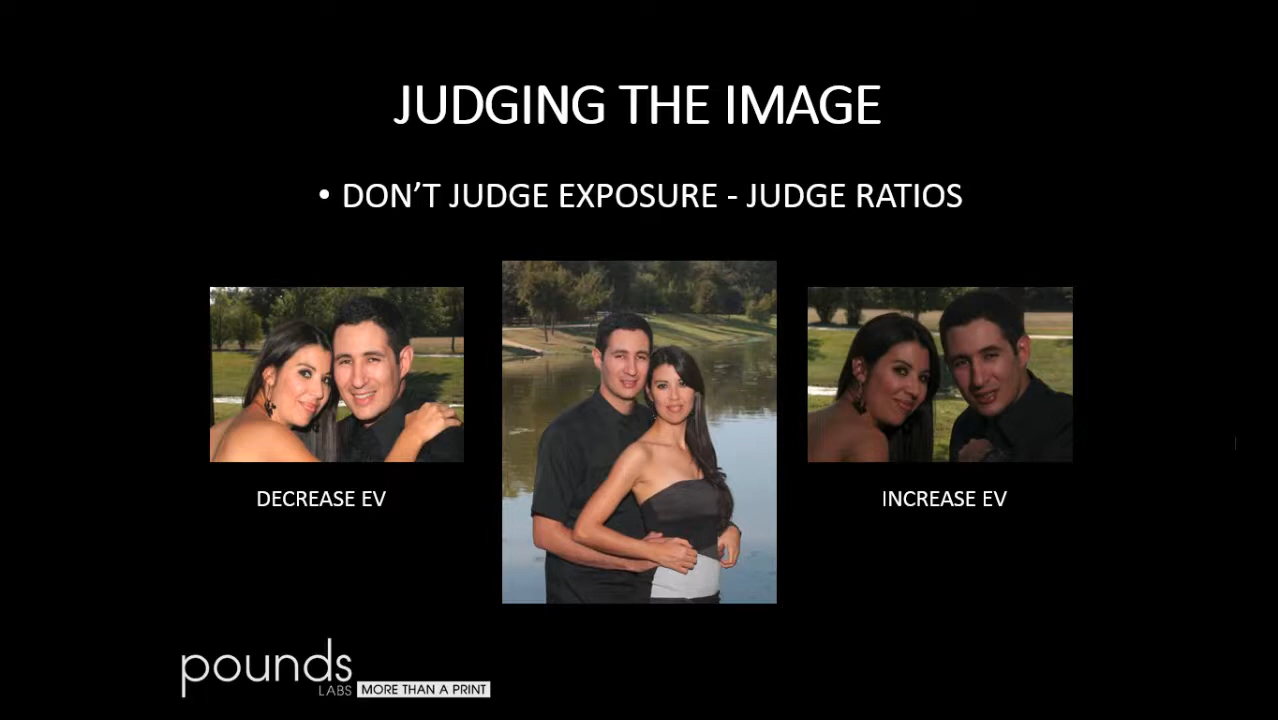 JUDGING THE IMAGE
• DON’T JUDGE EXPOSURE - JUDGE RATIOS
DECREASE EV
INCREASE EV
pounds
LABS MORE THAN A PRINT